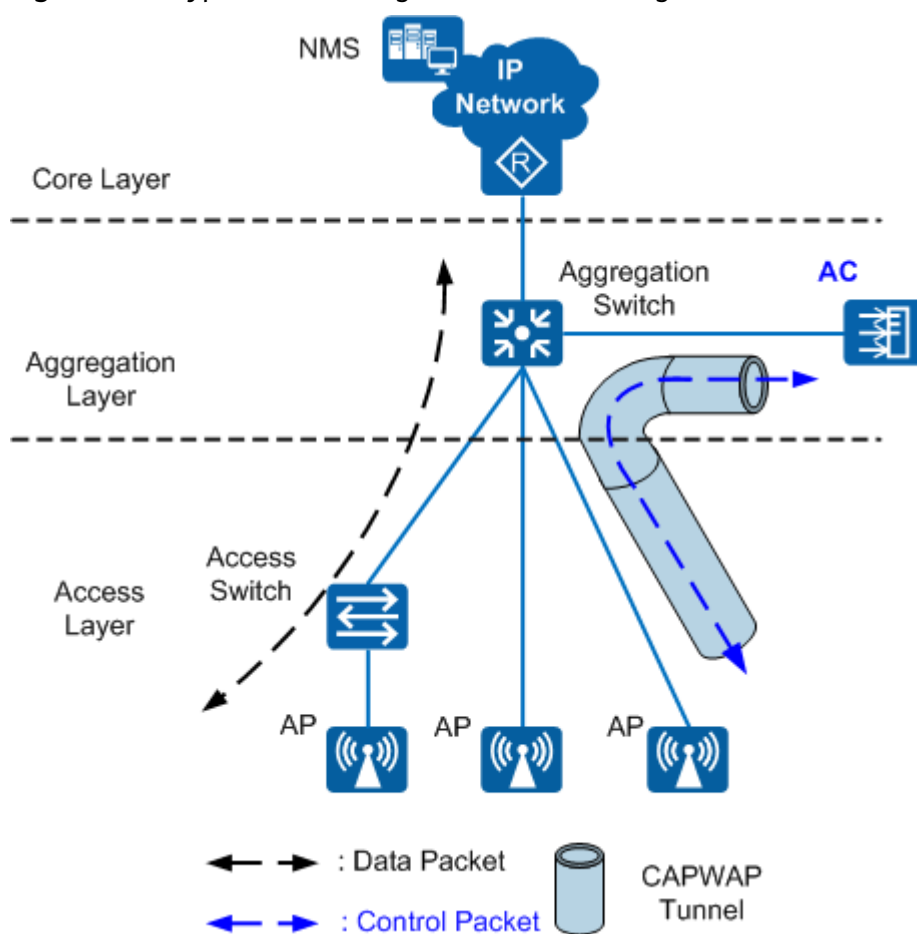 NMS
IP
Network
R
Core Layer
Aggregation
Switch
AC
Aggregation
Layer
Access
Switch
Access
Layer
AP
AP
AP
: Data Packet
: Control Packet
CAPWAP
Tunnel